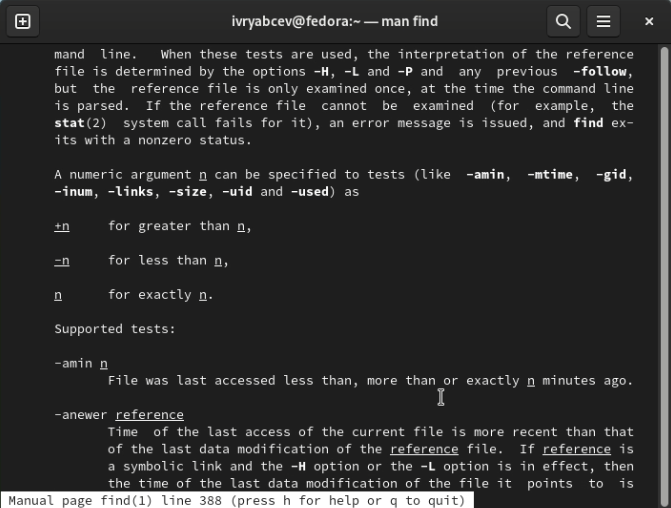 ivryabcev@fedora:~ — man find
mand line. When these tests are used, the interpretation of the reference
file is determined by the options -H, -L and -P and any previous -follow,
but the reference file is only examined once, at the time the command line
is parsed. If the reference file cannot be examined (for example, the
stat(2) system call fails for it), an error message is issued, and find ex-
its with a nonzero status.
A numeric argument n can be specified to tests (like -amin, -mtime, -gid,
-inum, -links, -size, -uid and -used) as
+n for greater than n,
-n for less than n,
n for exactly n.
Supported tests:
-amin n
File was last accessed less than, more than or exactly n minutes ago.
-anewer reference
Time of the last access of the current file is more recent than that
of the last data modification of the reference file. If reference is
a symbolic link and the -H option or the -L option is in effect, then
the time of the last data modification of the file it points to is
Manual page find(1) line 388 (press h for help or q to quit)